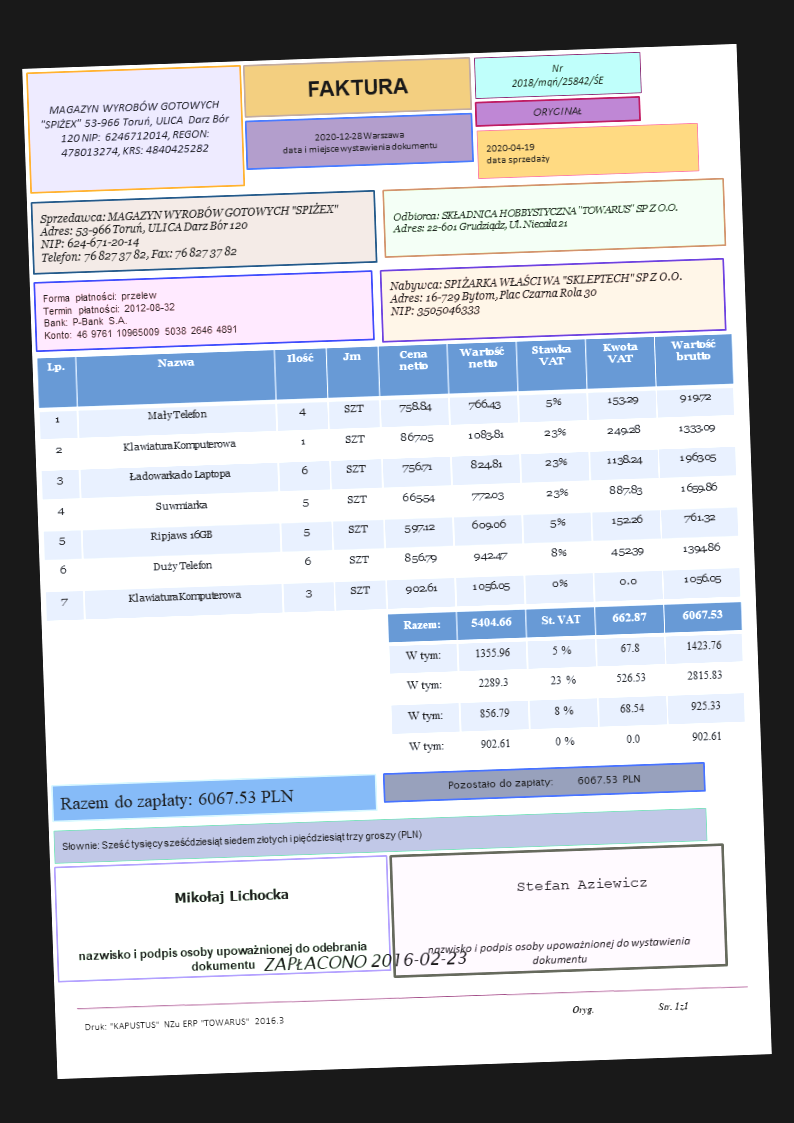 MAGAZYN WYROBÓW GOTOWYCH
"SPIŻEX" 53-966 Toruń, ULICA Darz Bór
120 NIP: 6246712014, REGON:
478013274, KRS: 4840425282
FAKTURA
2020-12-28 Warszawa
data i miejsce wystawienia dokumentu
Nr
2018/mqń/25842/ŚE
ORYGINAŁ
2020-04-19
data sprzedaży
Sprzedawca: MAGAZYN WYROBÓW GOTOWYCH "SPIŻEX"
Adres: 53-966 Toruń, ULICA Darz Bór 120
NIP: 624-671-20-14
Telefon: 76 827 37 82, Fax: 76 827 37 82
Odbiorca: SKŁADNICA HOBBYSTYCZNA "TOWARUS" SP Z O.O.
Adres: 22-601 Grudziądz, Ul. Niecała 21
Forma płatności: przelew
Termin płatności: 2012-08-32
Bank: P-Bank S.A.
Konto: 46 9761 10965009 5038 2646 4891
Nabywca: SPIŻARKA WŁAŚCIWA "SKLEPTECH" SP Z O.O.
Adres: 16-729 Bytom, Plac Czarna Rola 30
NIP: 3505046333
Lp. Nazwa Ilość Jm Cena netto Wartość netto Stawka VAT Kwota VAT Wartość brutto
1 Mały Telefon 4 SZT 758.84 766.43 5% 153.29 919.72
2 Klawiatura Komputerowa 1 SZT 867.05 1083.81 23% 249.28 1333.09
3 Ładowarka do Laptopa 6 SZT 756.71 824.81 23% 1138.24 1963.05
4 Suwmiarka 5 SZT 665.54 772.03 23% 887.83 1659.86
5 Ripjaws 16GB 5 SZT 597.12 609.06 5% 152.26 761.32
6 Duży Telefon 6 SZT 856.79 942.47 8% 452.39 1394.86
7 Klawiatura Komputerowa 3 SZT 902.61 1056.05 0% 0.0 1056.05
Razem: 5404.66 St. VAT 662.87 6067.53
W tym: 1355.96 5 % 67.8 1423.76
W tym: 2289.3 23 % 526.53 2815.83
W tym: 856.79 8 % 68.54 925.33
W tym: 902.61 0 % 0.0 902.61
Razem do zapłaty: 6067.53 PLN
Pozostało do zapłaty: 6067.53 PLN
Słownie: Sześć tysięcy sześćdziesiąt siedem złotych i pięćdziesiąt trzy groszy (PLN)
Mikołaj Lichocka
nazwisko i podpis osoby upoważnionej do odebrania
dokumentu
Stefan Aziewicz
nazwisko i podpis osoby upoważnionej do wystawienia
dokumentu
ZAPŁACONO 2016-02-23
Druk: "KAPUSTUS" NZu ERP "TOWARUS" 2016.3
Oryg.
Str. 1z1